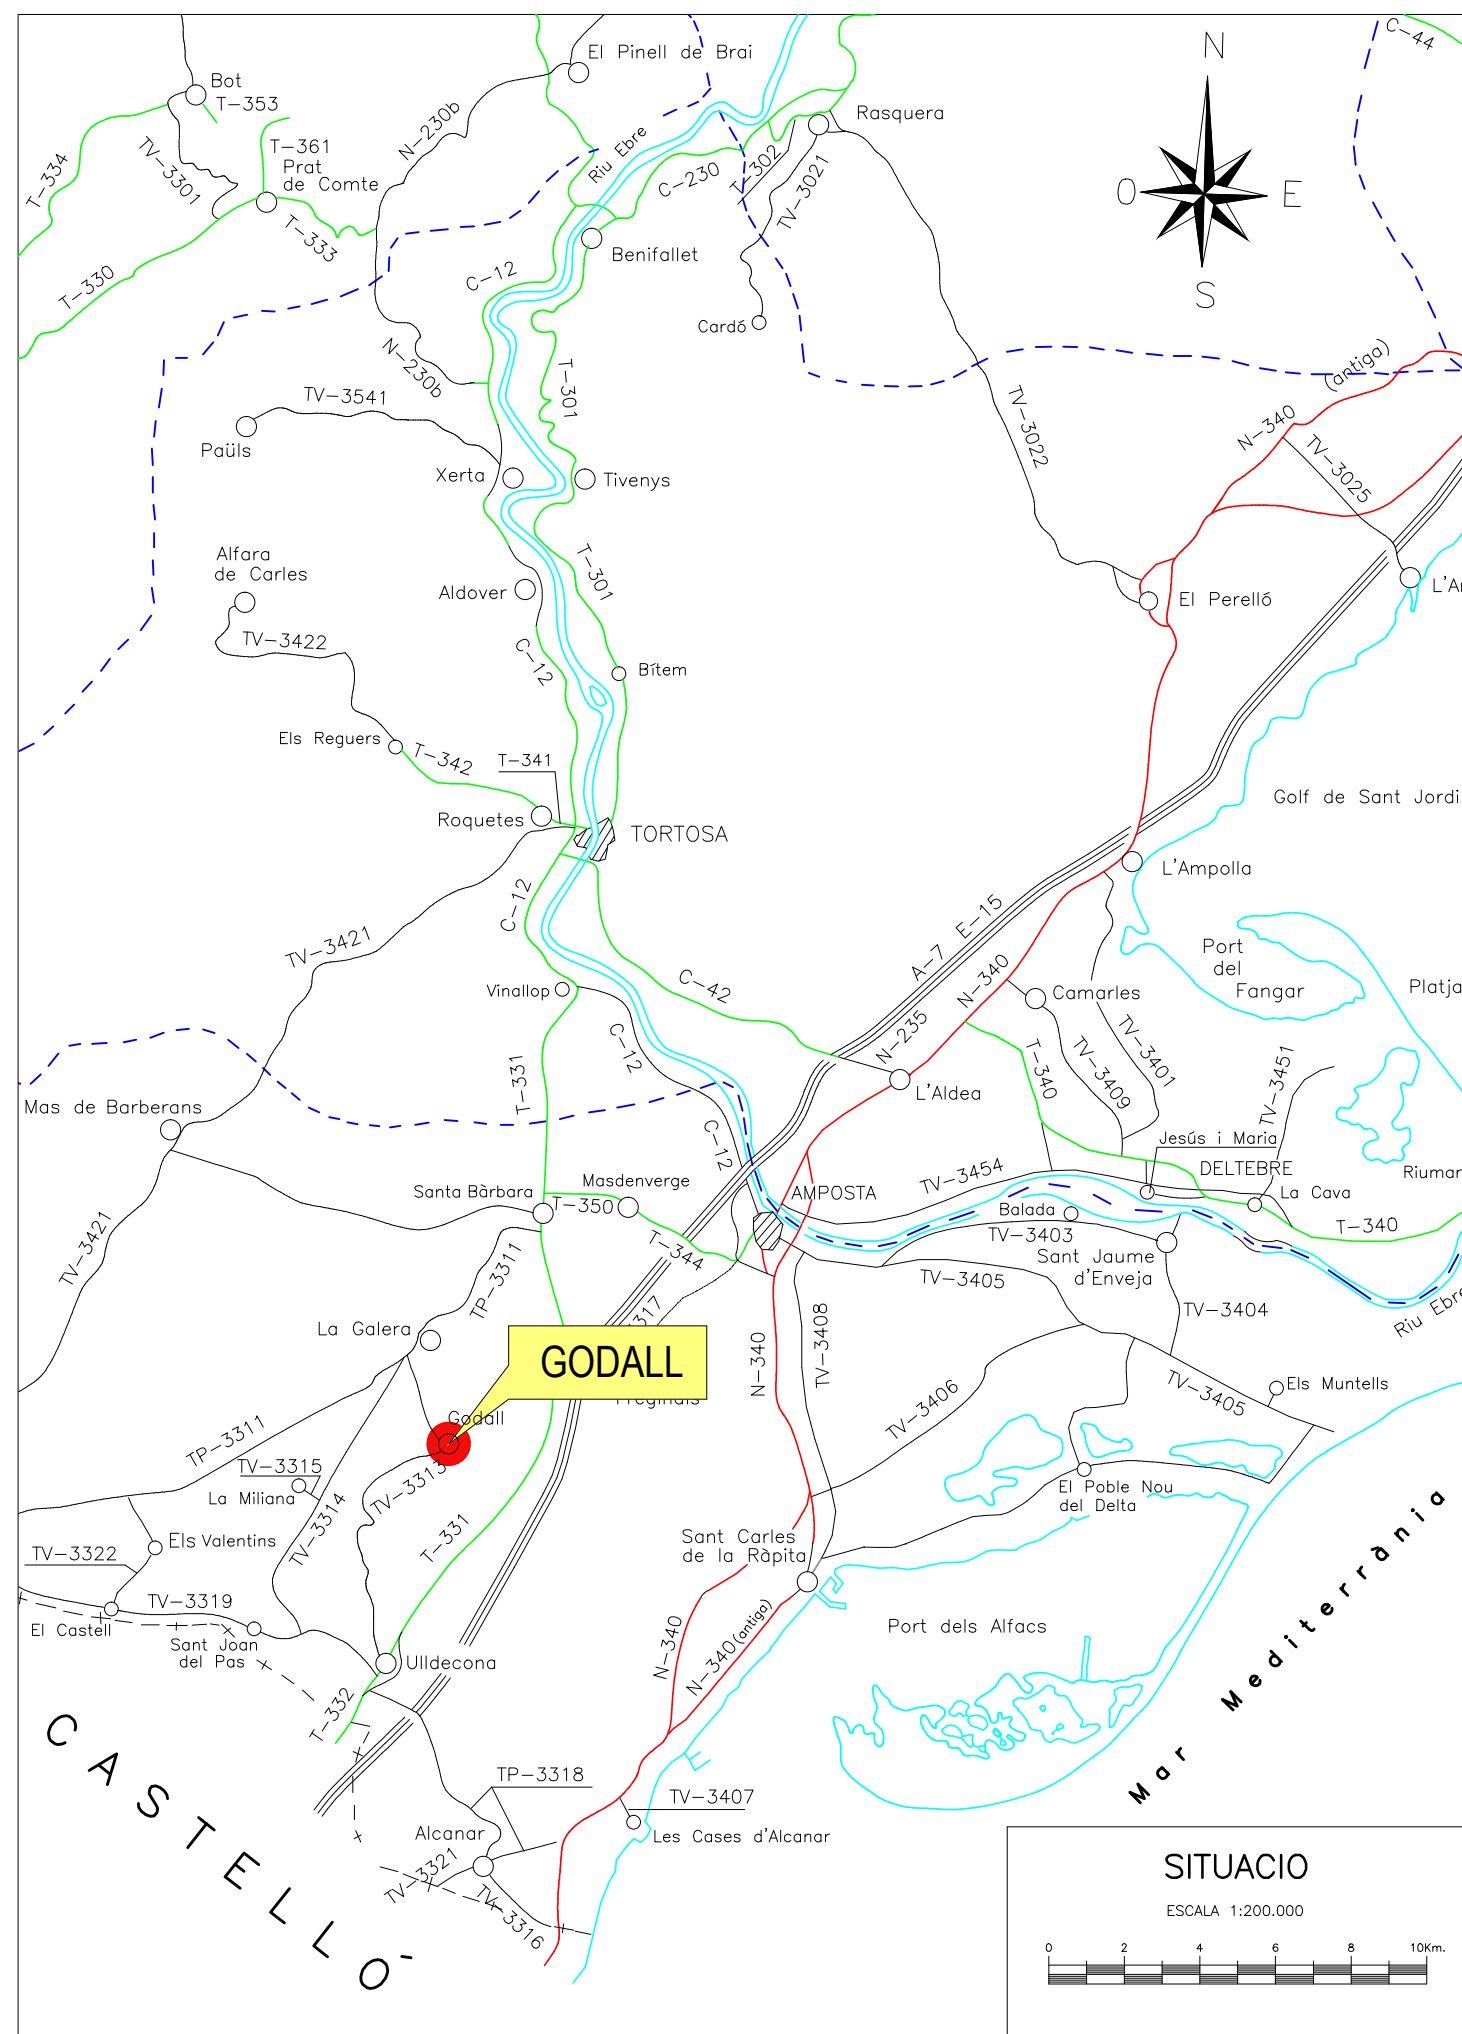 C-44
El Pinell de Brai
Bot
T-353
N-230b
Rasquera
N
T-361
Prat
de Comte
TV-3301
T-334
Riu Ebre
T-302
C-230
TV-3021
O
E
T-333
Benifallet
T-330
C-12
S
Cardó
N-230b
T-301
(antiga)
TV-3541
N-340
TV-3022
TV-3025
Paüls
Xerta
Tivenys
Alfara
de Carles
T-301
Aldover
L'A
El Perelló
TV-3422
C-12
Bítem
Els Reguers
T-342
T-341
Golf de Sant Jordi
Roquetes
TORTOSA
L'Ampolla
C-12
E-15
A-7
TV-3421
Port
del
Fangar
N-340
C-42
Vinallop
Camarles
Platja
C-12
N-235
T-331
T-340
TV-3401
TV-3409
TV-3451
L'Aldea
Mas de Barberans
C-12
Jesús i Maria
DELTEBRE
Riumar
TV-3454
Masdenverge
Santa Bàrbara
AMPOSTA
La Cava
T-350
Balada
T-340
TV-3421
T-344
TV-3403
Sant Jaume
d'Enveja
TV-3405
TP-3311
TV-3404
Riu Ebre
La Galera
3317
TV-3408
N-340
GODALL
Els Muntells
TV-3405
TV-3406
Godall
TP-3311
TV-3315
La Miliana
TV-3313
El Poble Nou
del Delta
TV-3314
T-331
Els Valentins
Sant Carles
de la Ràpita
TV-3322
TV-3319
El Castell
Sant Joan
del Pas
N-340
N-340 (antiga)
Port dels Alfacs
Ulldecona
T-332
Mar Mediterrània
CASTELLÓ
TP-3318
TV-3407
Alcanar
Les Cases d'Alcanar
TV-3321
TV-3316
SITUACIO
ESCALA 1:200.000
0 2 4 6 8 10Km.